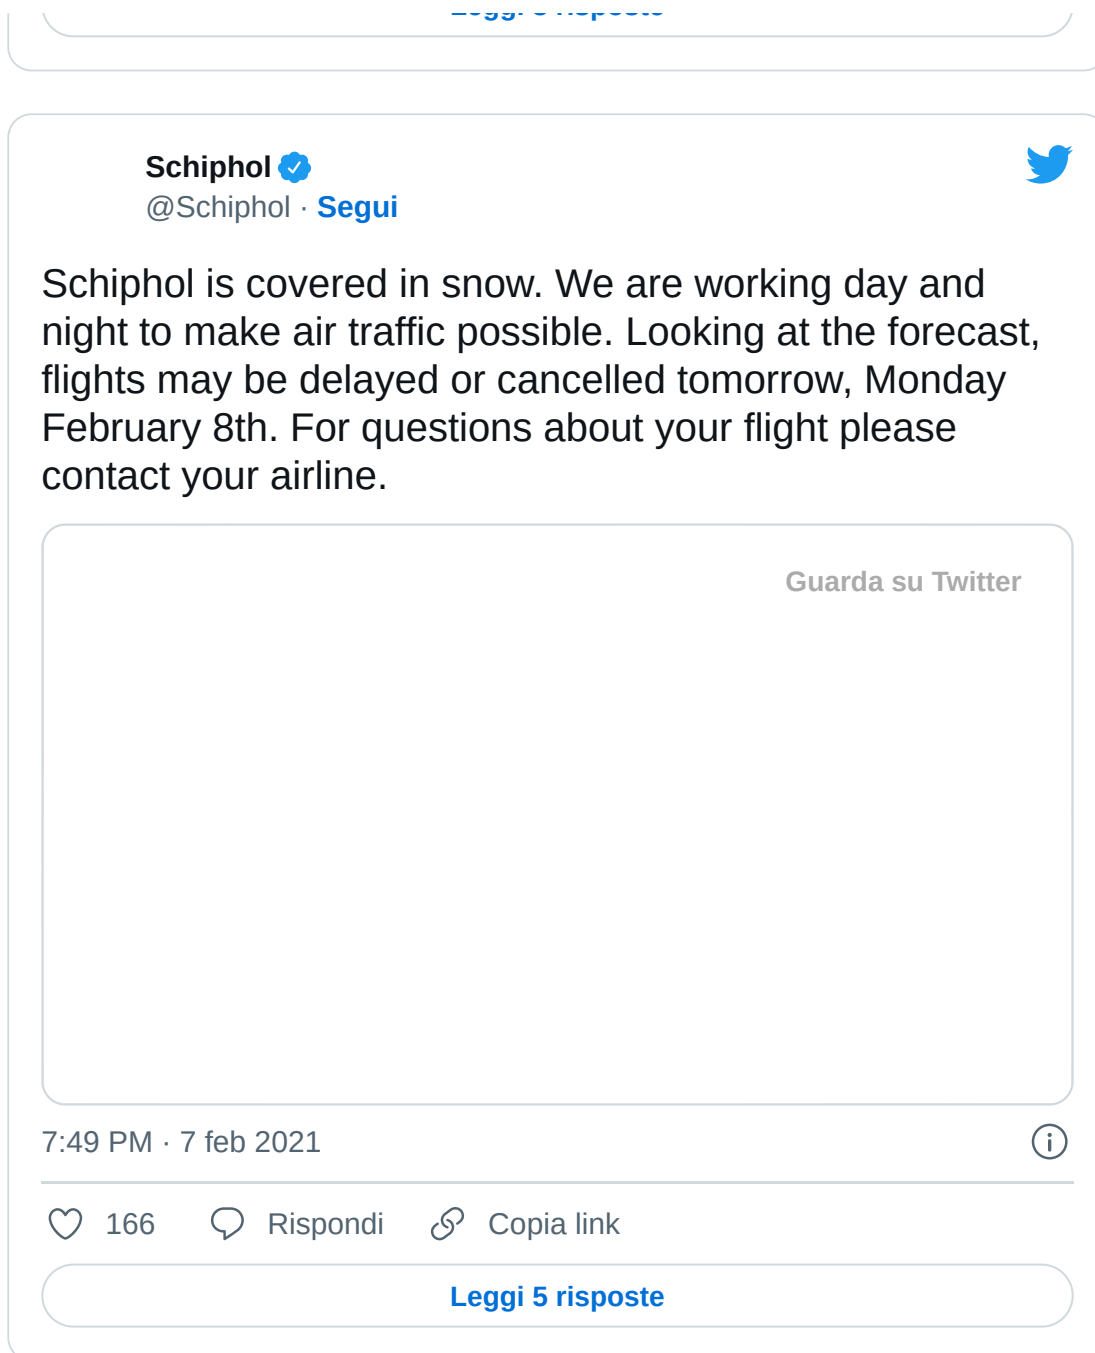 Schiphol
@Schiphol · Segui
Schiphol is covered in snow. We are working day and
night to make air traffic possible. Looking at the forecast,
flights may be delayed or cancelled tomorrow, Monday
February 8th. For questions about your flight please
contact your airline.
Guarda su Twitter
7:49 PM · 7 feb 2021
166 Rispondi Copia link
Leggi 5 risposte